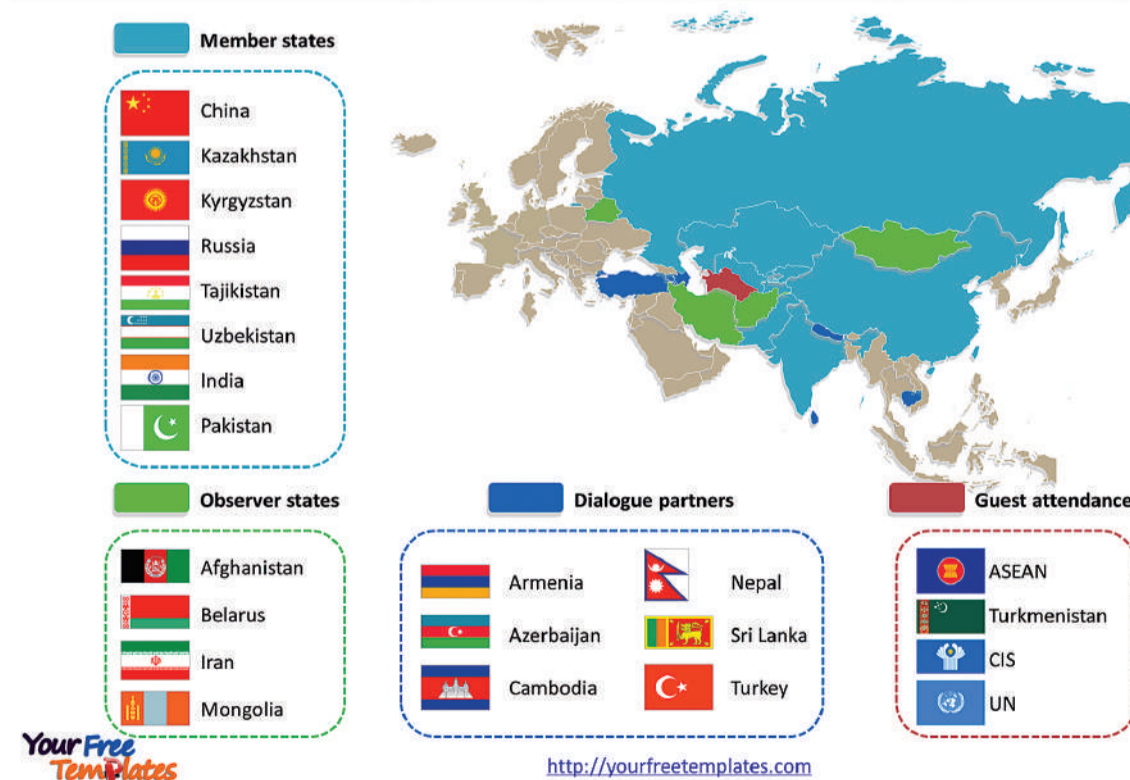 Member states
China
Kazakhstan
Kyrgyzstan
Russia
Tajikistan
Uzbekistan
India
Pakistan
Observer states
Afghanistan
Belarus
Iran
Mongolia
Dialogue partners
Armenia
Azerbaijan
Cambodia
Nepal
Sri Lanka
Turkey
Guest attendance
ASEAN
Turkmenistan
CIS
UN
Your Free
Templates
http://yourfreetemplates.com